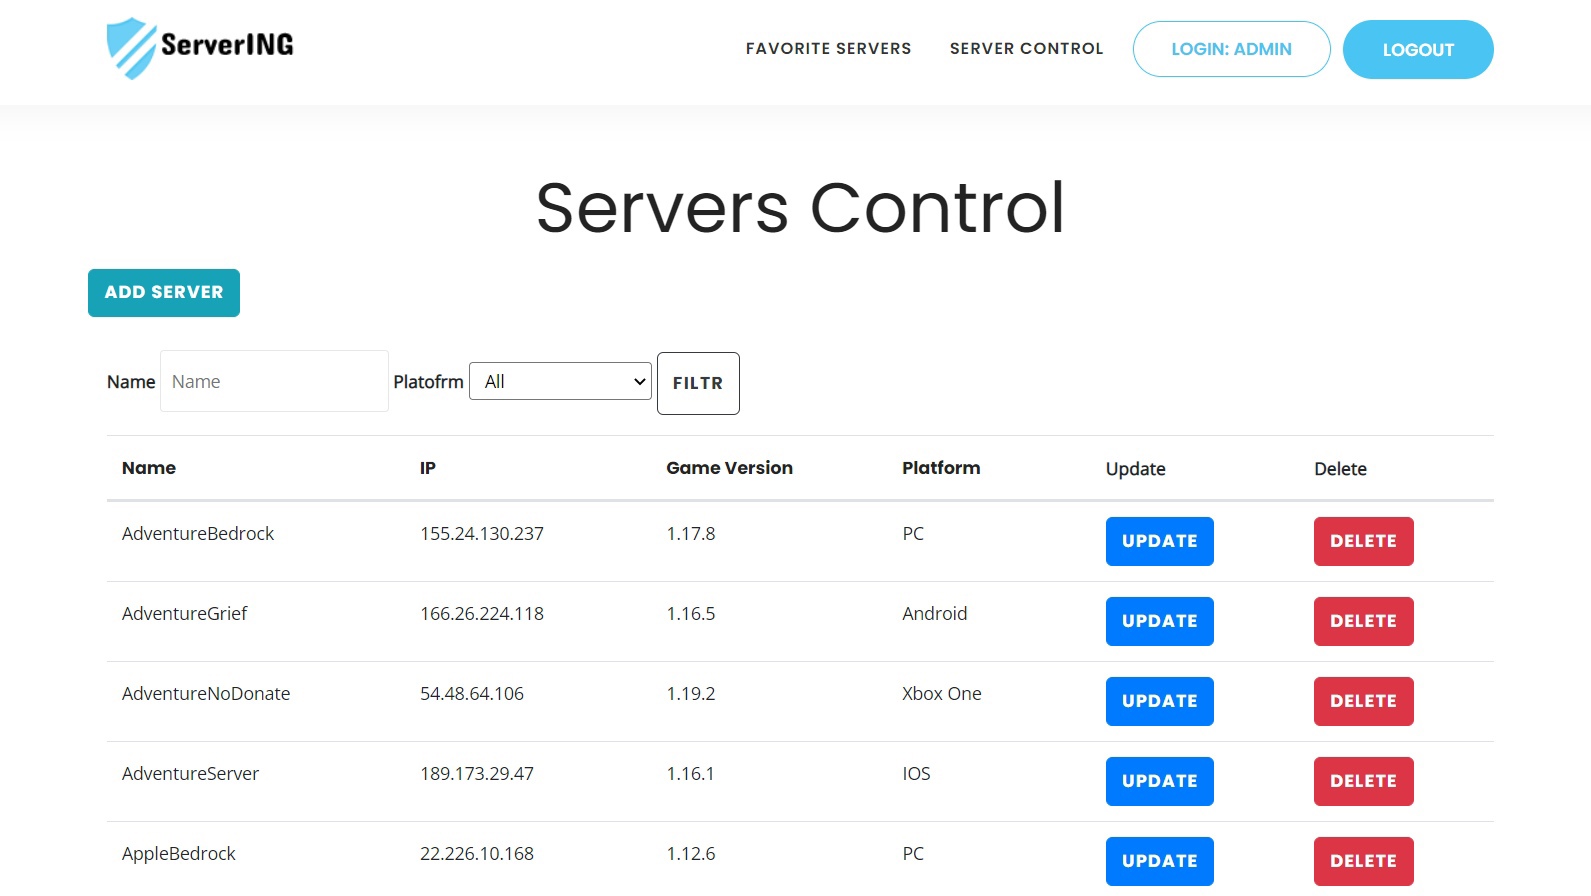 ServerING
FAVORITE SERVERS SERVER CONTROL LOGIN: ADMIN LOGOUT
Servers Control
ADD SERVER
Name Name Platofrm All FILTR
Name IP Game Version Platform Update Delete
AdventureBedrock 155.24.130.237 1.17.8 PC UPDATE DELETE
AdventureGrief 166.26.224.118 1.16.5 Android UPDATE DELETE
AdventureNoDonate 54.48.64.106 1.19.2 Xbox One UPDATE DELETE
AdventureServer 189.173.29.47 1.16.1 IOS UPDATE DELETE
AppleBedrock 22.226.10.168 1.12.6 PC UPDATE DELETE